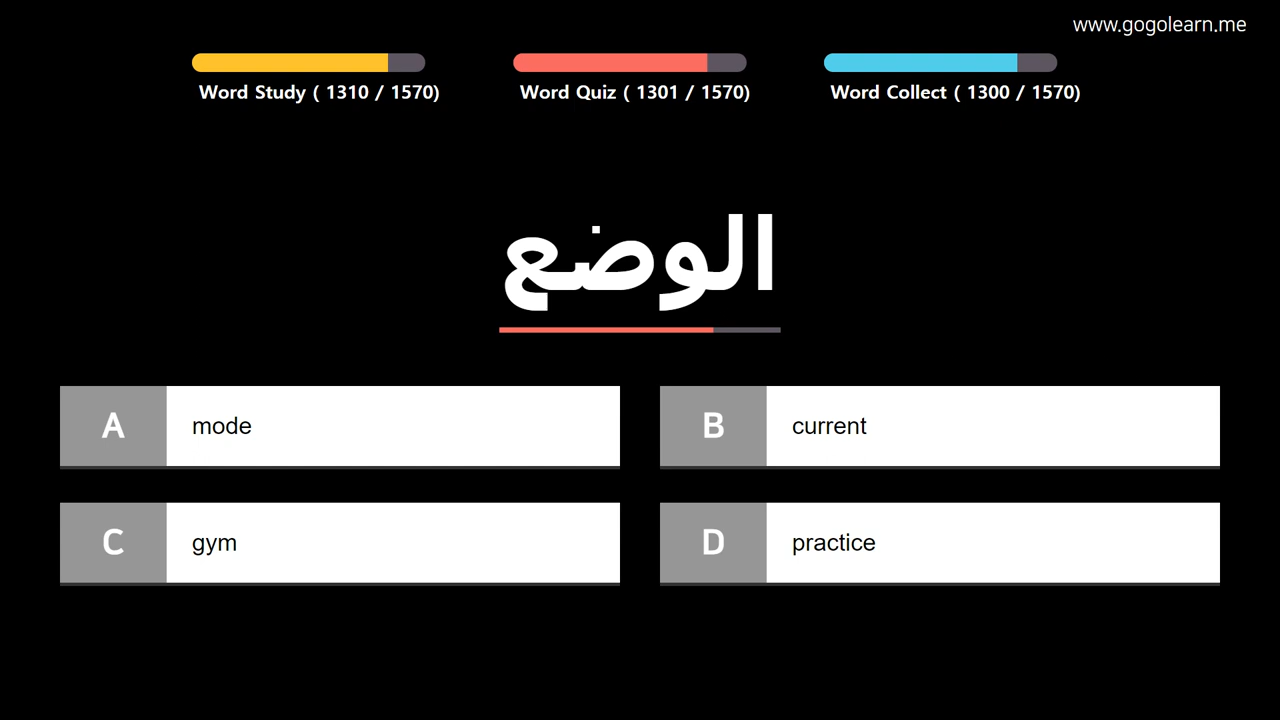 www.gogolearn.me
Word Study ( 1310 / 1570)
Word Quiz ( 1301 / 1570)
Word Collect ( 1300 / 1570)
الوضع
A mode
B current
C gym
D practice